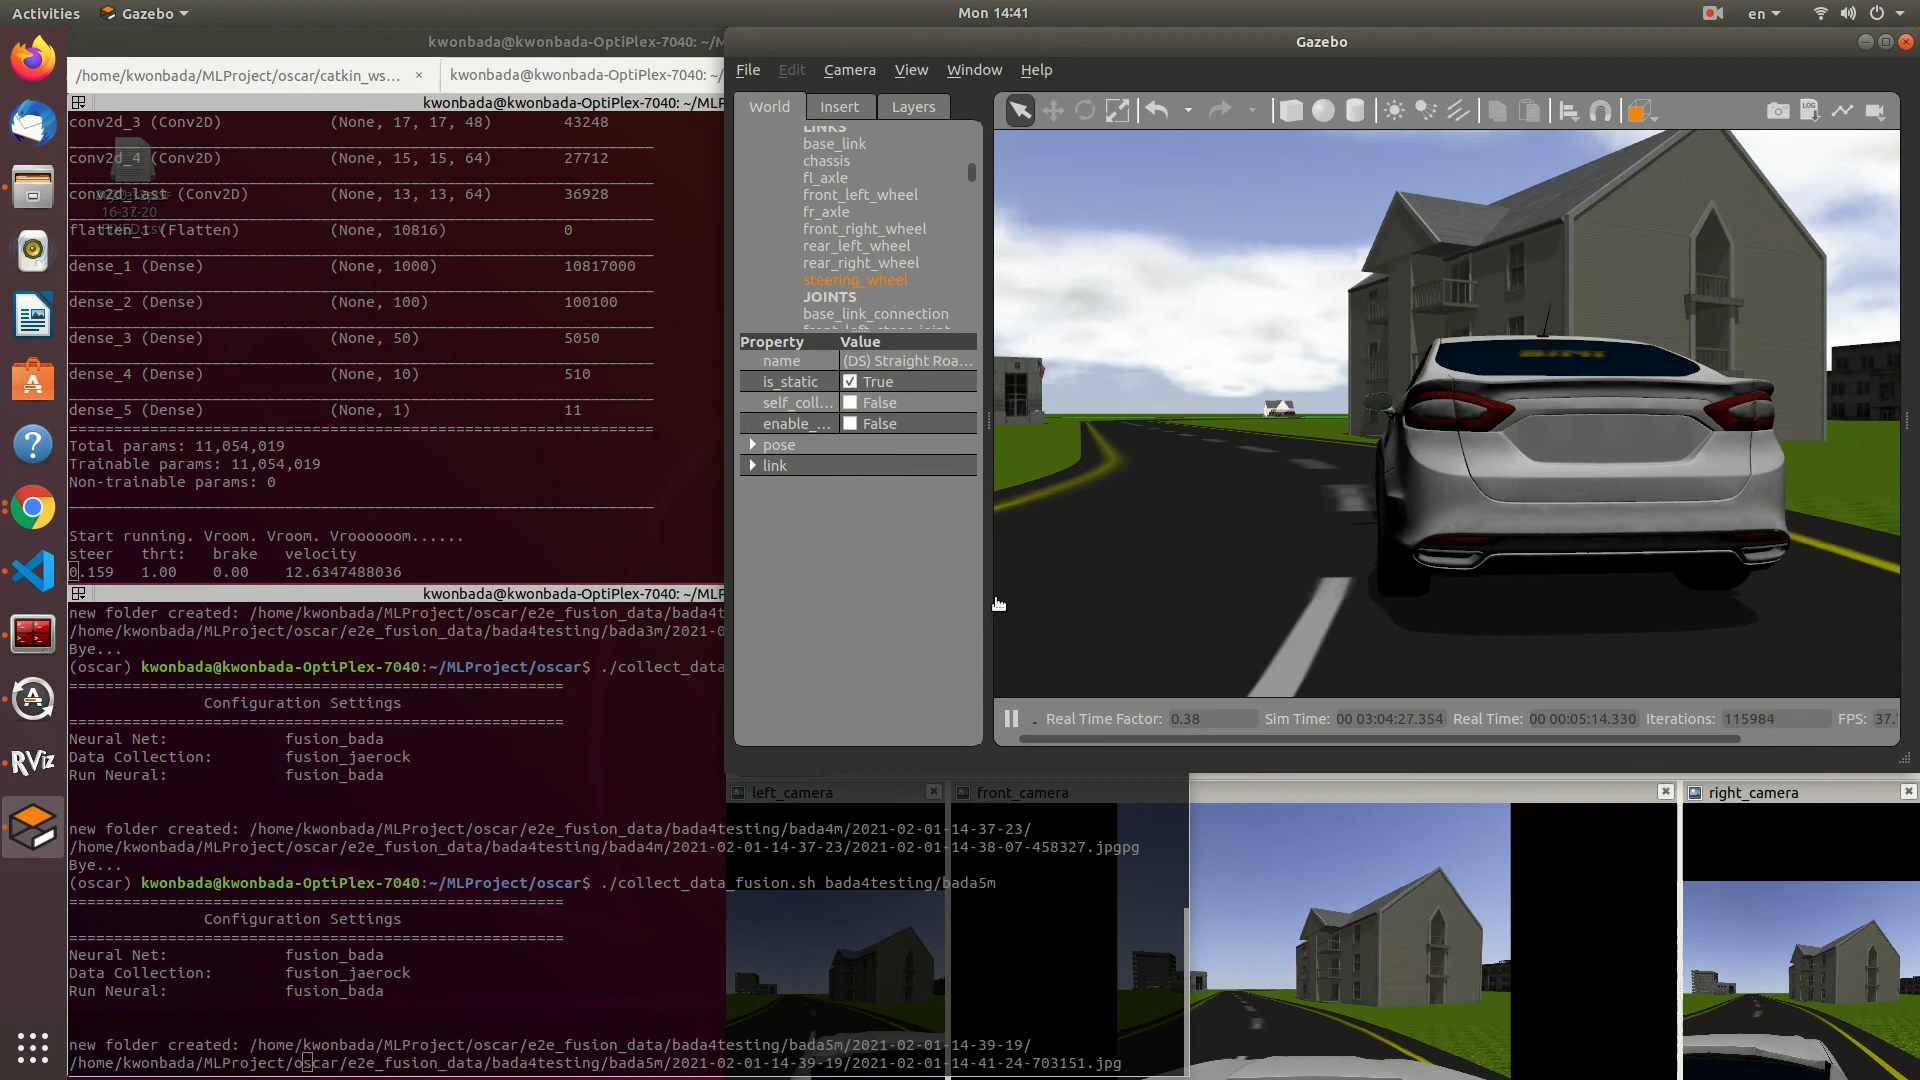 Activities Gazebo Mon 14:41 en
kwonbada@kwonbada-OptiPlex-7040: ~/M
/home/kwonbada/MLProject/oscar/catkin_ws... × kwonbada@kwonbada-OptiPlex-7040: ~/
kwonbada@kwonbada-OptiPlex-7040: ~/MLP
conv2d_3 (Conv2D) (None, 17, 17, 48) 43248
conv2d_4 (Conv2D) (None, 15, 15, 64) 27712
conv2d_last (Conv2D) (None, 13, 13, 64) 36928
16-37-20
flatten_1 (Flatten) (None, 10816) 0
dense_1 (Dense) (None, 1000) 10817000
dense_2 (Dense) (None, 100) 100100
dense_3 (Dense) (None, 50) 5050
dense_4 (Dense) (None, 10) 510
dense_5 (Dense) (None, 1) 11
Total params: 11,054,019
Trainable params: 11,054,019
Non-trainable params: 0
Start running. Vroom. Vroom. Vroooooom......
steer thrt: brake velocity
0.159 1.00 0.00 12.6347488036
kwonbada@kwonbada-OptiPlex-7040: ~/MLP
new folder created: /home/kwonbada/MLProject/oscar/e2e_fusion_data/bada4t
/home/kwonbada/MLProject/oscar/e2e_fusion_data/bada4testing/bada3m/2021-0
Bye...
(oscar) kwonbada@kwonbada-OptiPlex-7040:~/MLProject/oscar$ ./collect_data
================================================
Configuration Settings
================================================
Neural Net: fusion_bada
Data Collection: fusion_jaerock
Run Neural: fusion_bada
new folder created: /home/kwonbada/MLProject/oscar/e2e_fusion_data/bada4testing/bada4m/2021-02-01-14-37-23/
/home/kwonbada/MLProject/oscar/e2e_fusion_data/bada4testing/bada4m/2021-02-01-14-37-23/2021-02-01-14-38-07-458327.jpgpg
Bye...
(oscar) kwonbada@kwonbada-OptiPlex-7040:~/MLProject/oscar$ ./collect_data_fusion.sh bada4testing/bada5m
================================================
Configuration Settings
================================================
Neural Net: fusion_bada
Data Collection: fusion_jaerock
Run Neural: fusion_bada
new folder created: /home/kwonbada/MLProject/oscar/e2e_fusion_data/bada4testing/bada5m/2021-02-01-14-39-19/
/home/kwonbada/MLProject/oscar/e2e_fusion_data/bada4testing/bada5m/2021-02-01-14-39-19/2021-02-01-14-41-24-703151.jpg
RViz
Gazebo
File Edit Camera View Window Help
World Insert Layers
LINKS
base_link
chassis
fl_axle
front_left_wheel
fr_axle
front_right_wheel
rear_left_wheel
rear_right_wheel
steering_wheel
JOINTS
base_link_connection
front_left_steer_joint
Property Value
name (DS) Straight Roa...
is_static True
self_coll... False
enable_... False
pose
link
LOG
Real Time Factor: 0.38 Sim Time: 00 03:04:27.354 Real Time: 00 00:05:14.330 Iterations: 115984 FPS: 37.
left_camera front_camera right_camera